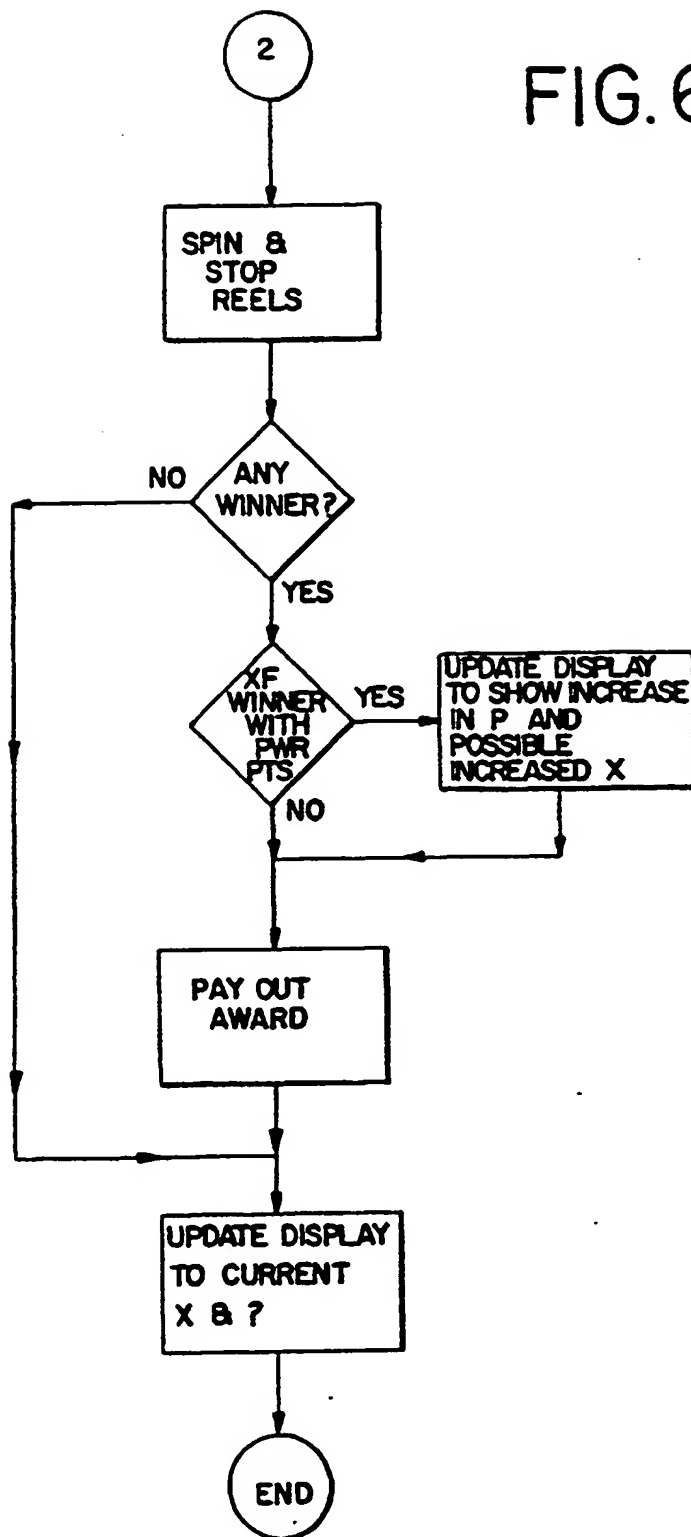 2
FIG. 6
SPIN &
STOP
REELS
ANY
WINNER?
NO
YES
XF
WINNER
WITH
PWR
PTS
YES
NO
UPDATE DISPLAY
TO SHOW INCREASE
IN P AND
POSSIBLE
INCREASED X
PAY OUT
AWARD
UPDATE DISPLAY
TO CURRENT
X & ?
END